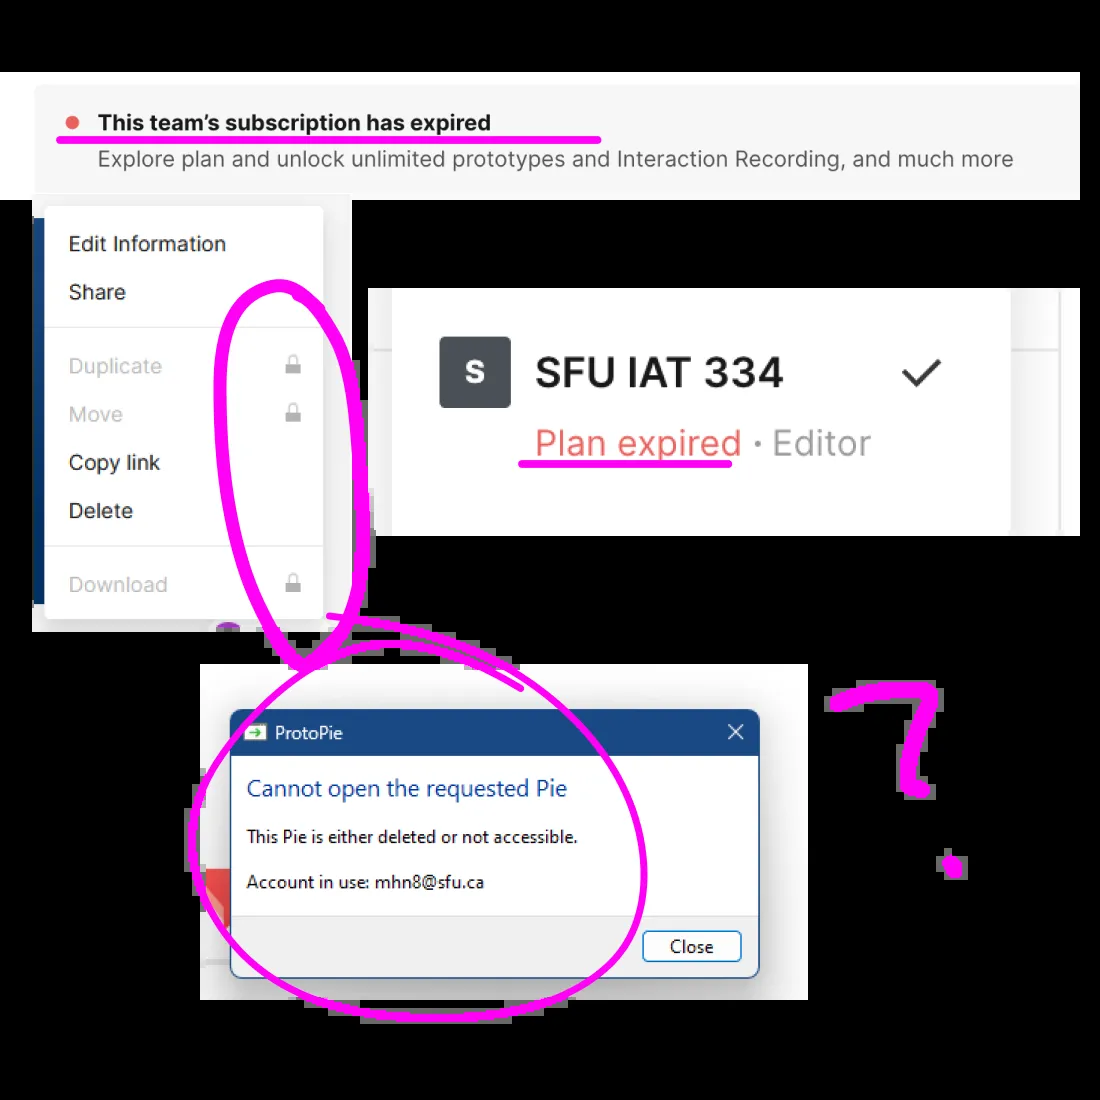 This team's subscription has expired
Explore plan and unlock unlimited prototypes and Interaction Recording, and much more
Edit Information
Share
Duplicate
Move
Copy link
Delete
Download
S
SFU IAT 334
Plan expired · Editor
ProtoPie
Cannot open the requested Pie
This Pie is either deleted or not accessible.
Account in use: mhn8@sfu.ca
Close
?